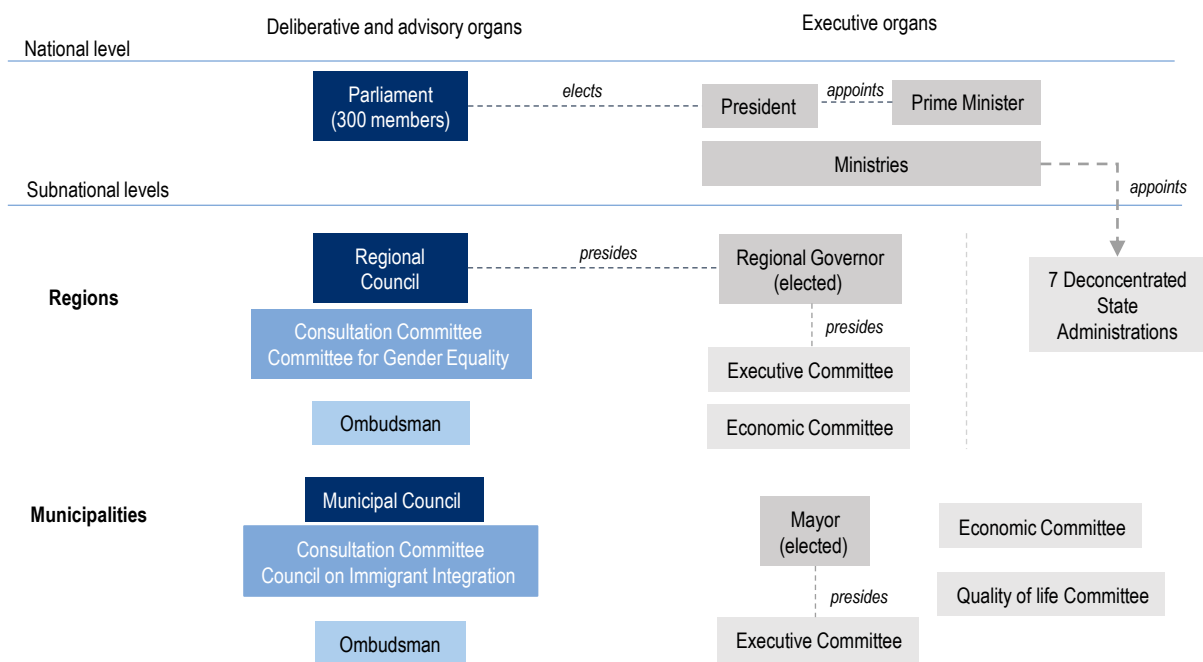 Deliberative and advisory organs
Executive organs
National level
Parliament
(300 members)
elects
President
appoints
Prime Minister
Ministries
Subnational levels
appoints
Regions
Regional
Council
presides
Regional Governor
(elected)
7 Deconcentrated
State
Administrations
Consultation Committee
Committee for Gender Equality
presides
Executive Committee
Ombudsman
Economic Committee
Municipalities
Municipal Council
Consultation Committee
Council on Immigrant Integration
Mayor
(elected)
Economic Committee
presides
Quality of life Committee
Ombudsman
Executive Committee